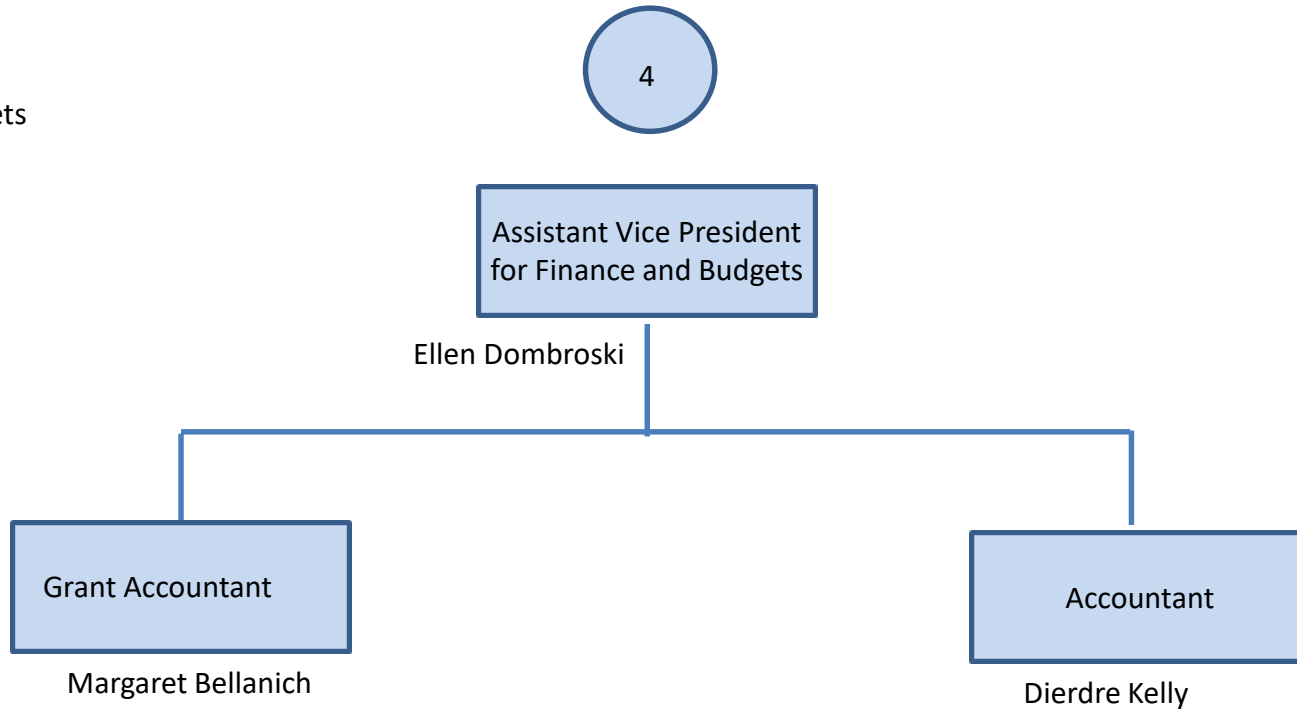 4
ets
Assistant Vice President
for Finance and Budgets
Ellen Dombroski
Grant Accountant
Accountant
Margaret Bellanich
Dierdre Kelly